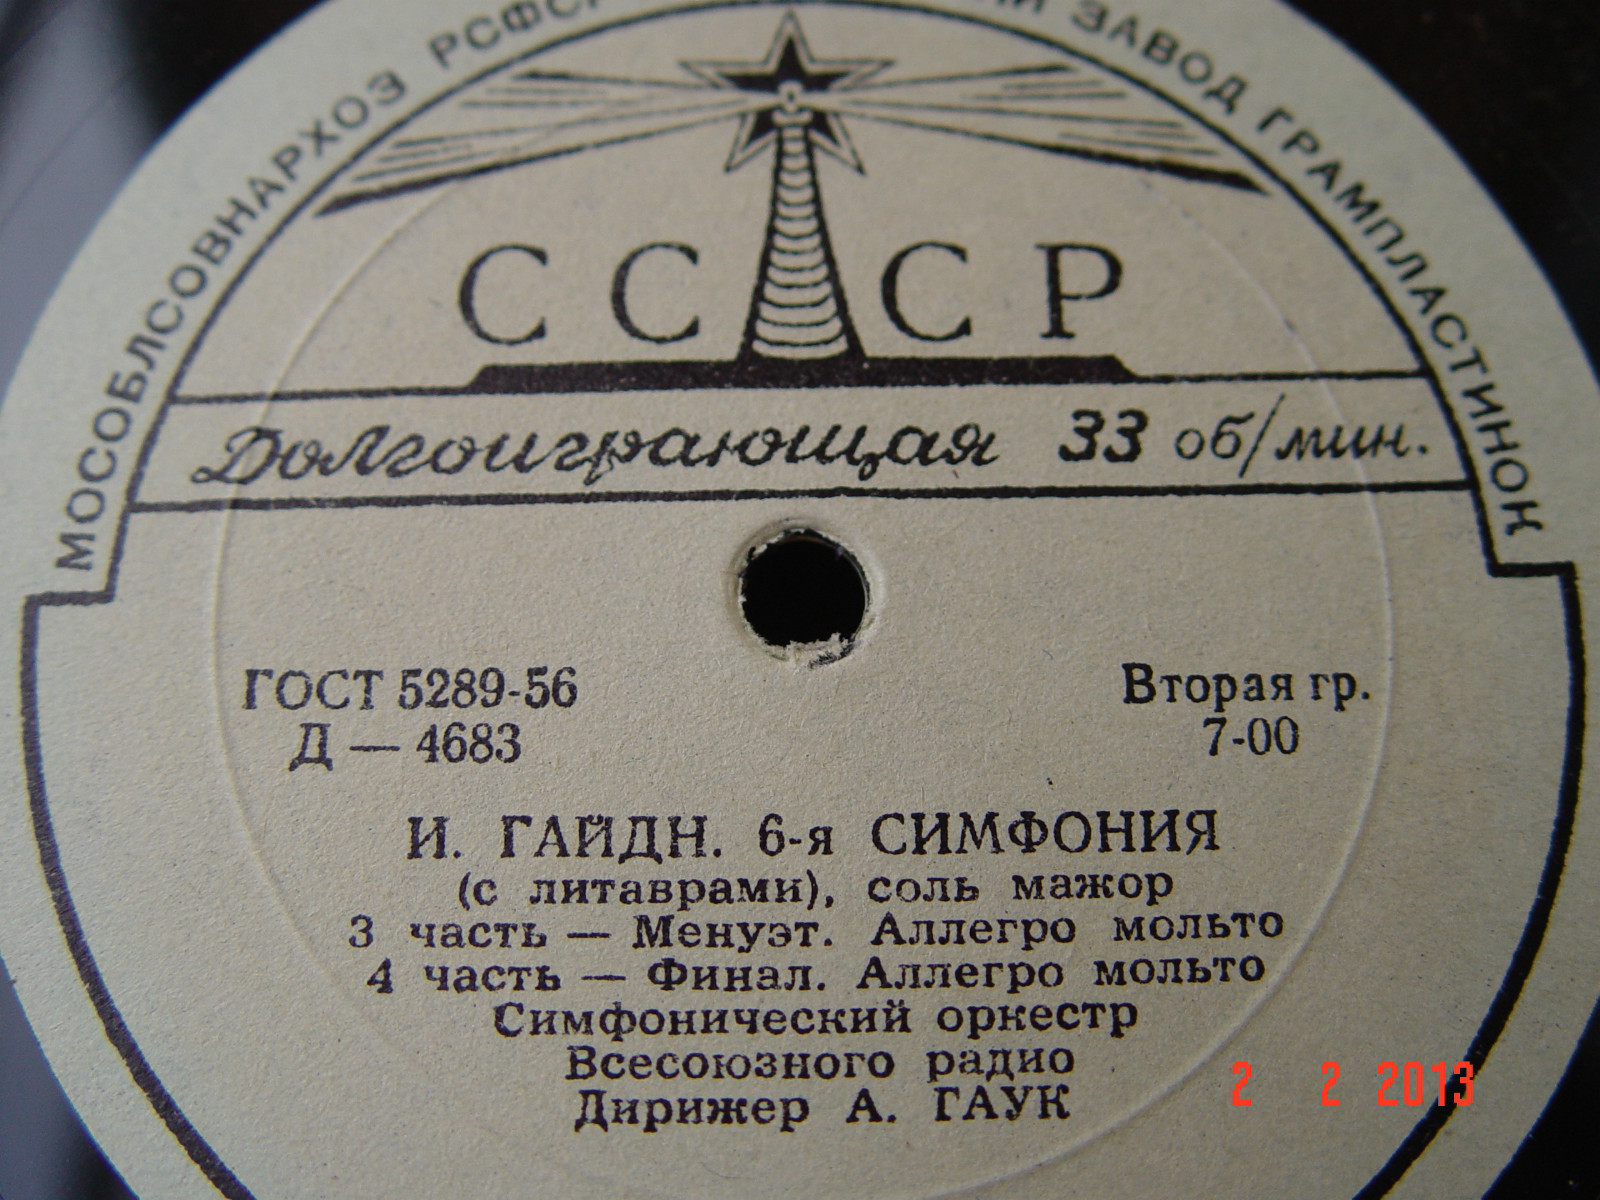 МОСОБЛСОВНАРХОЗ РСФСР ЗАВОД ГРАМПЛАСТИНОК
СССР
Долгоиграющая 33 об/мин.
ГОСТ 5289-56
Д — 4683
Вторая гр.
7-00
И. ГАЙДН. 6-я СИМФОНИЯ
(с литаврами), соль мажор
3 часть — Менуэт. Аллегро мольто
4 часть — Финал. Аллегро мольто
Симфонический оркестр
Всесоюзного радио
Дирижер А. ГАУК
2 2 2013